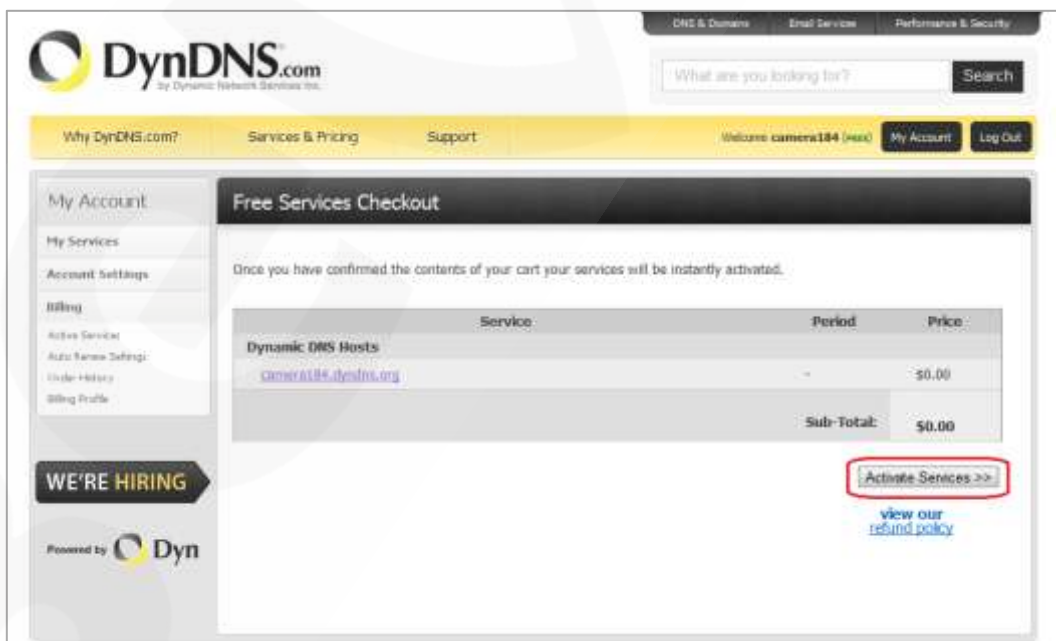 DNS & Domains Email Services Performance & Security
DynDNS.com
by Dynamic Network Services Inc.
What are you looking for? Search
Why DynDNS.com? Services & Pricing Support Welcome camera184 My Account Log Out
My Account
My Services
Account Settings
Billing
Active Services
Auto Renew Settings
Order History
Billing Profile
WE'RE HIRING
Powered by Dyn
Free Services Checkout
Once you have confirmed the contents of your cart your services will be instantly activated.
Service Period Price
Dynamic DNS Hosts
camera184.dyndns.org - $0.00
Sub-Total: $0.00
Activate Services >>
view our
refund policy